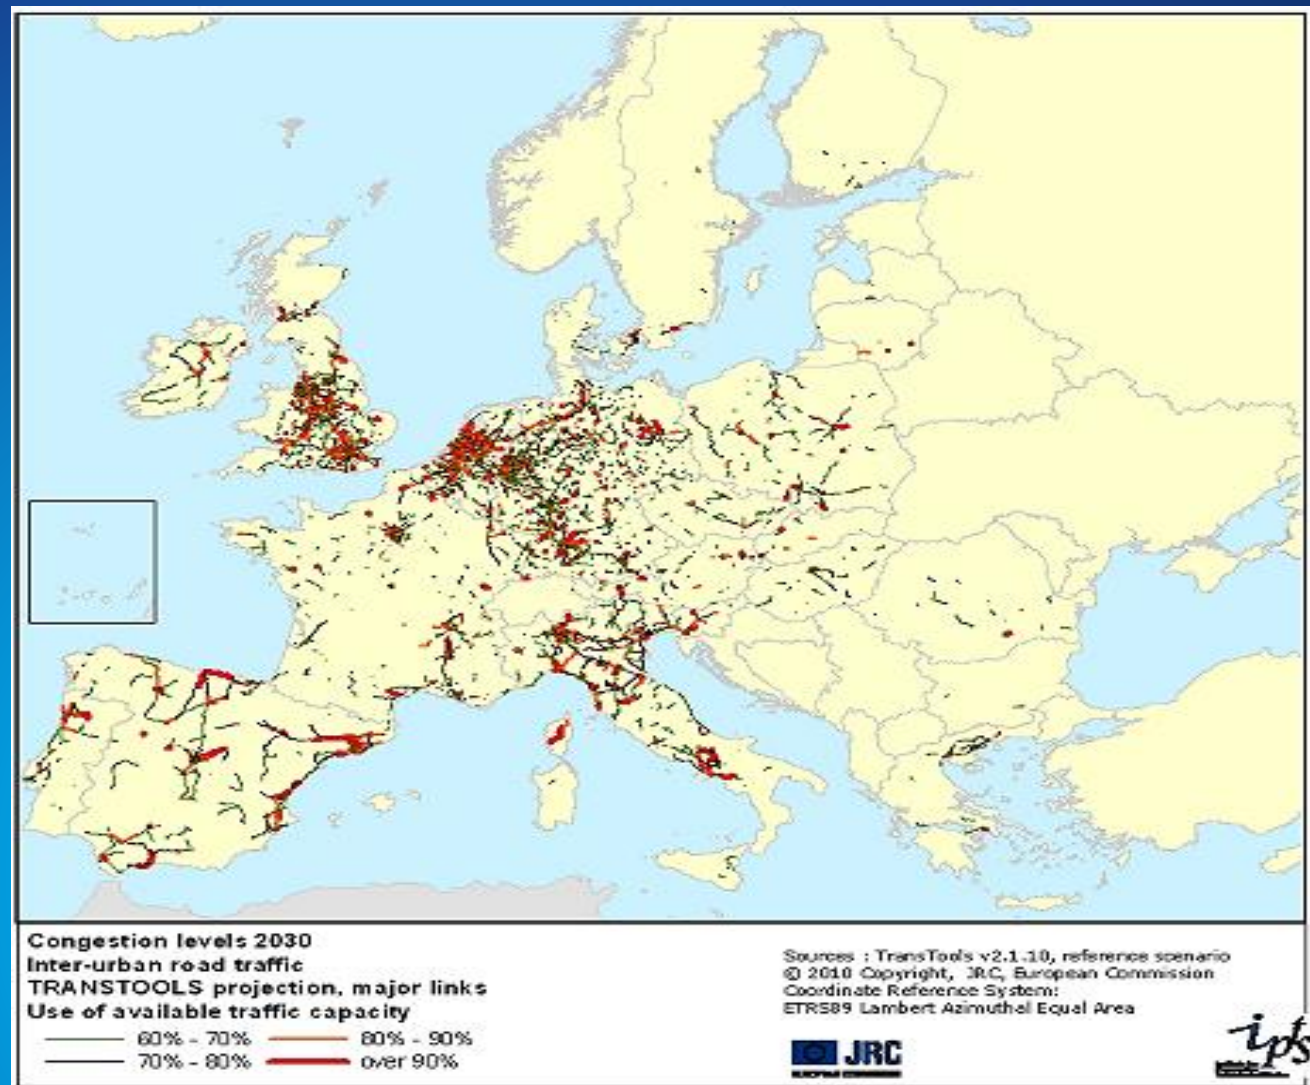 Congestion levels 2030
Inter-urban road traffic
TRANSTOOLS projection, major links
Use of available traffic capacity
60% - 70%
80% - 90%
70% - 80%
over 90%
Sources : TransTools v2.1.10, reference scenario
© 2010 Copyright, JRC, European Commission
Coordinate Reference System:
ETRS89 Lambert Azimuthal Equal Area
JRC
EUROPEAN COMMISSION
ipts